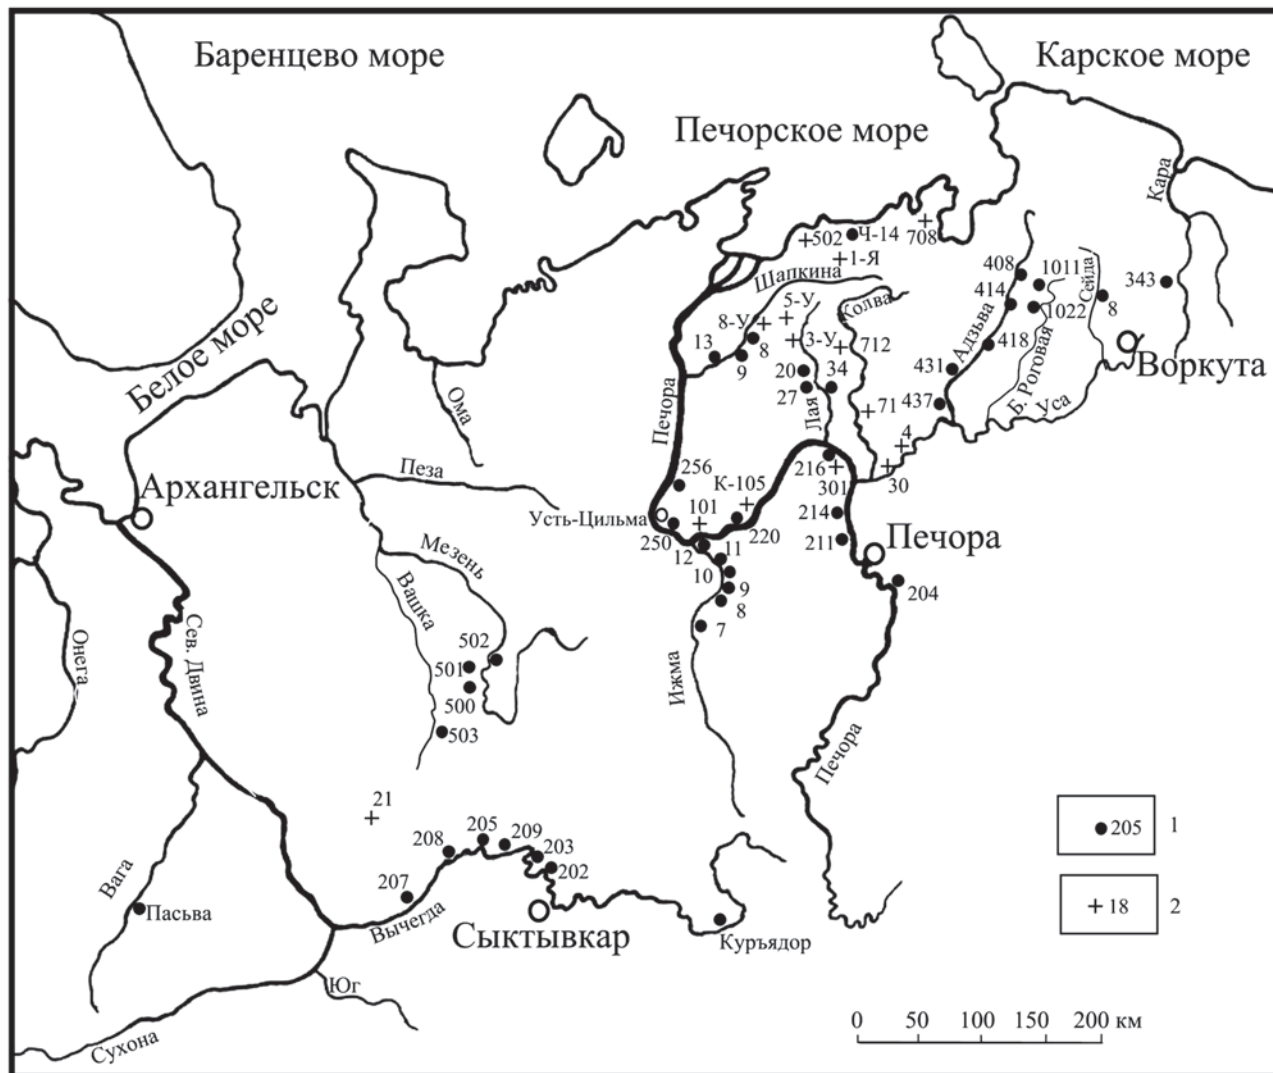 Баренцево море
Карское море
Печорское море
Кара
502
Ч-14
708
1-Я
Шапкина
408
1011
Сейда
343
5-У
Колва
414
1022
8
Белое море
8-У
8
3-У
712
Адзьва
418
13
9
Воркута
20
34
431
Б. Роговая
27
Лая
71
437
Уса
Ома
Печора
4
Пеза
256
К-105
216
301
30
Архангельск
Усть-Цильма
101
214
250
12
11
220
211
Печора
Мезень
10
9
204
Вашка
8
7
Онега
Сев. Двина
502
501
500
Ижма
503
Печора
21
208
205
209
203
202
205
1
Вага
207
18
2
Пасьва
Вычегда
Сыктывкар
Куръядор
Юг
Сухона
0 50 100 150 200 км